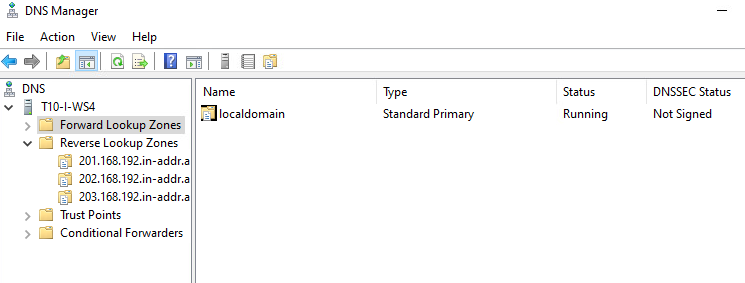 DNS Manager
File Action View Help
DNS
T10-I-WS4
Forward Lookup Zones
Reverse Lookup Zones
201.168.192.in-addr.a
202.168.192.in-addr.a
203.168.192.in-addr.a
Trust Points
Conditional Forwarders
Name Type Status DNSSEC Status
localdomain Standard Primary Running Not Signed